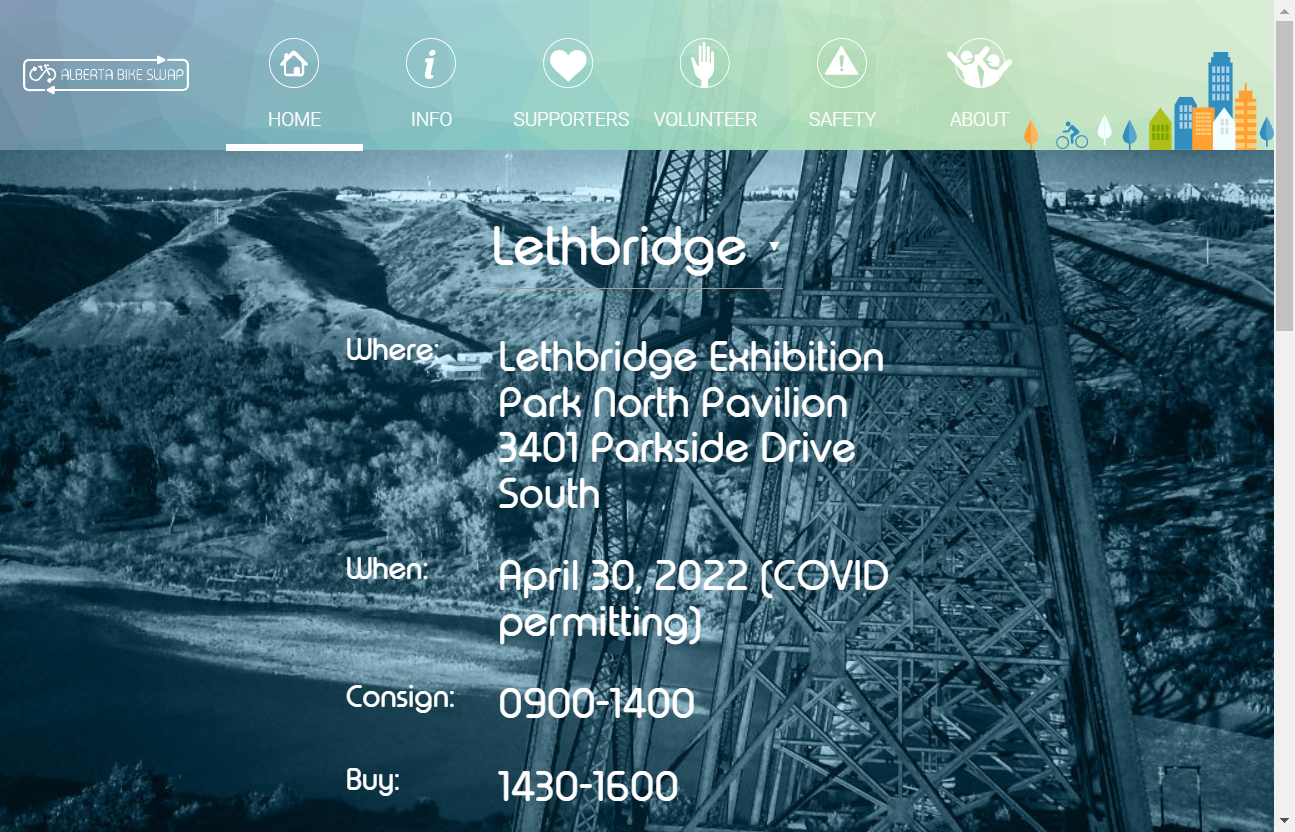 ALBERTA BIKE SWAP
HOME
INFO
SUPPORTERS
VOLUNTEER
SAFETY
ABOUT
Lethbridge
Where:
Lethbridge Exhibition
Park North Pavilion
3401 Parkside Drive
South
When:
April 30, 2022 (COVID
permitting)
Consign:
0900-1400
Buy:
1430-1600